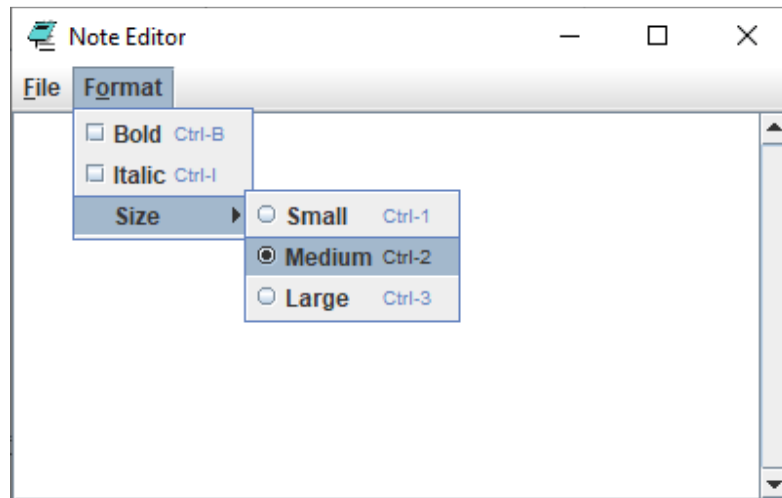 Note Editor
File Format
Bold Ctrl-B
Italic Ctrl-I
Size
Small Ctrl-1
Medium Ctrl-2
Large Ctrl-3